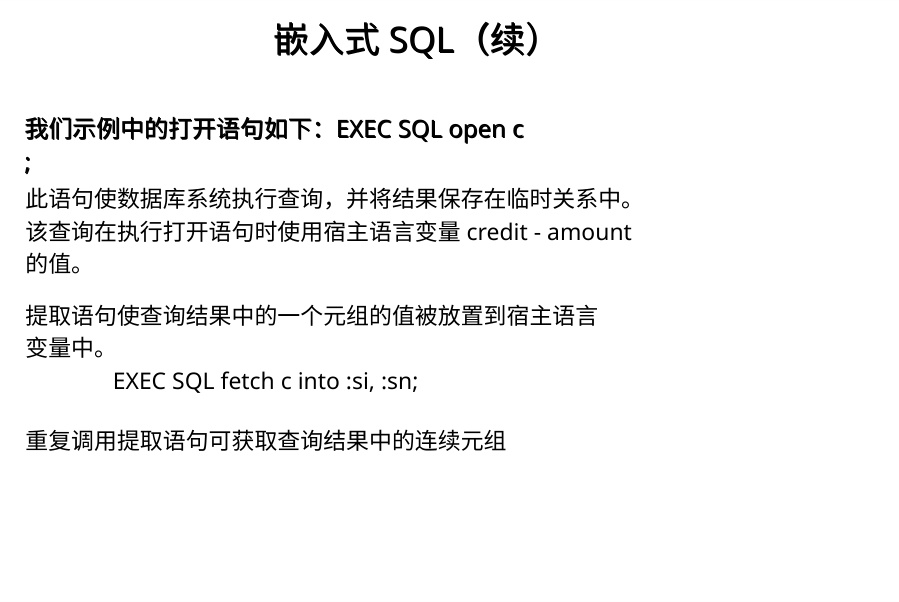 嵌入式 SQL（续）
我们示例中的打开语句如下：EXEC SQL open c
;
此语句使数据库系统执行查询，并将结果保存在临时关系中。
该查询在执行打开语句时使用宿主语言变量 credit - amount
的值。
提取语句使查询结果中的一个元组的值被放置到宿主语言
变量中。
EXEC SQL fetch c into :si, :sn;
重复调用提取语句可获取查询结果中的连续元组